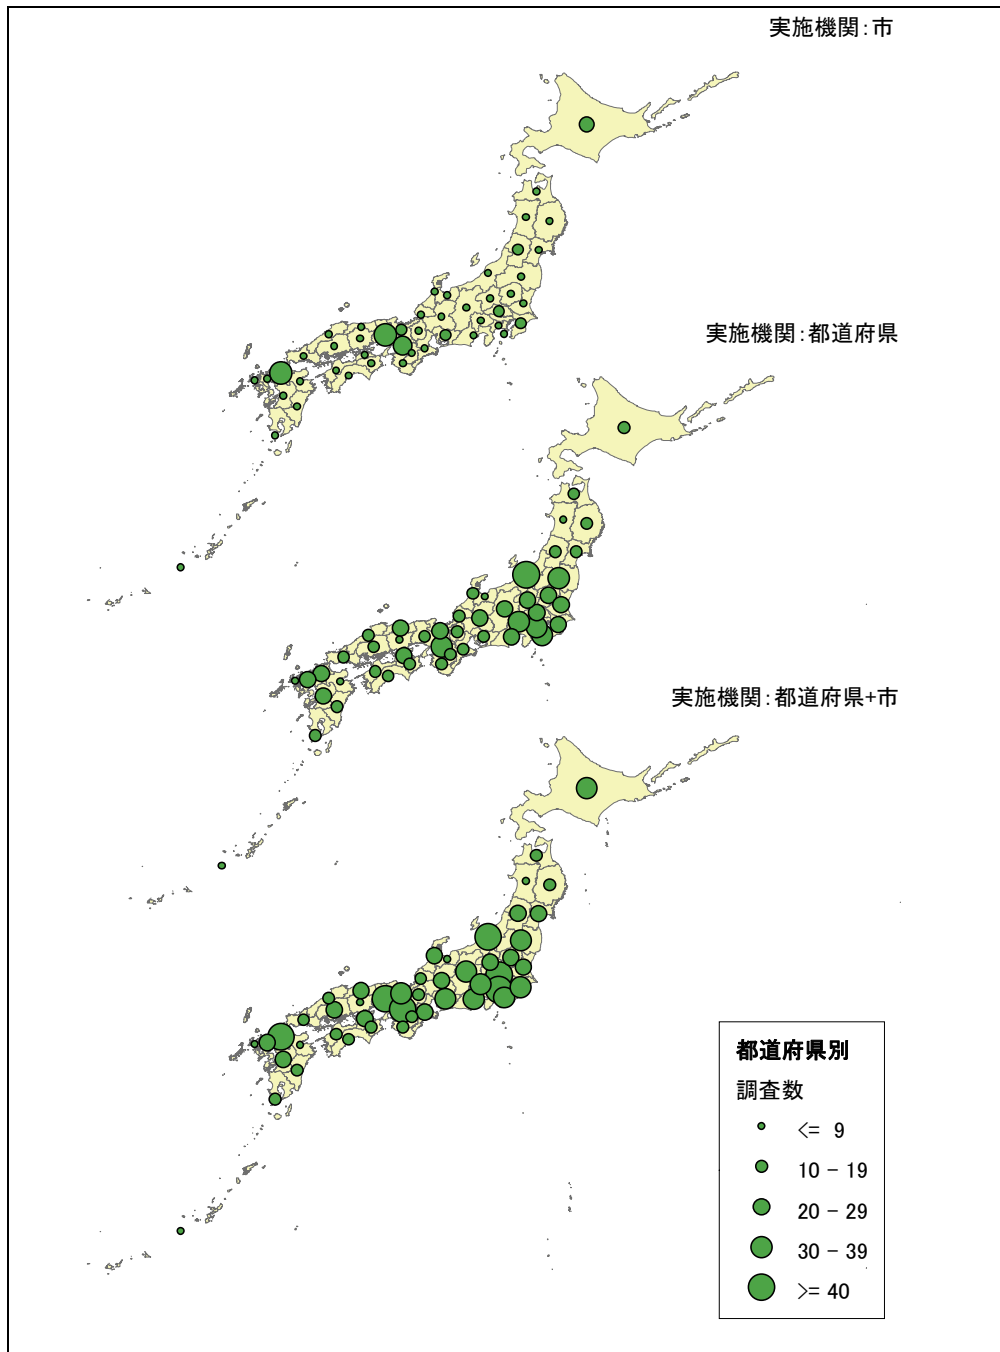 実施機関：市
実施機関：都道府県
実施機関：都道府県+市
都道府県別
調査数
<= 9
10 - 19
20 - 29
30 - 39
>= 40